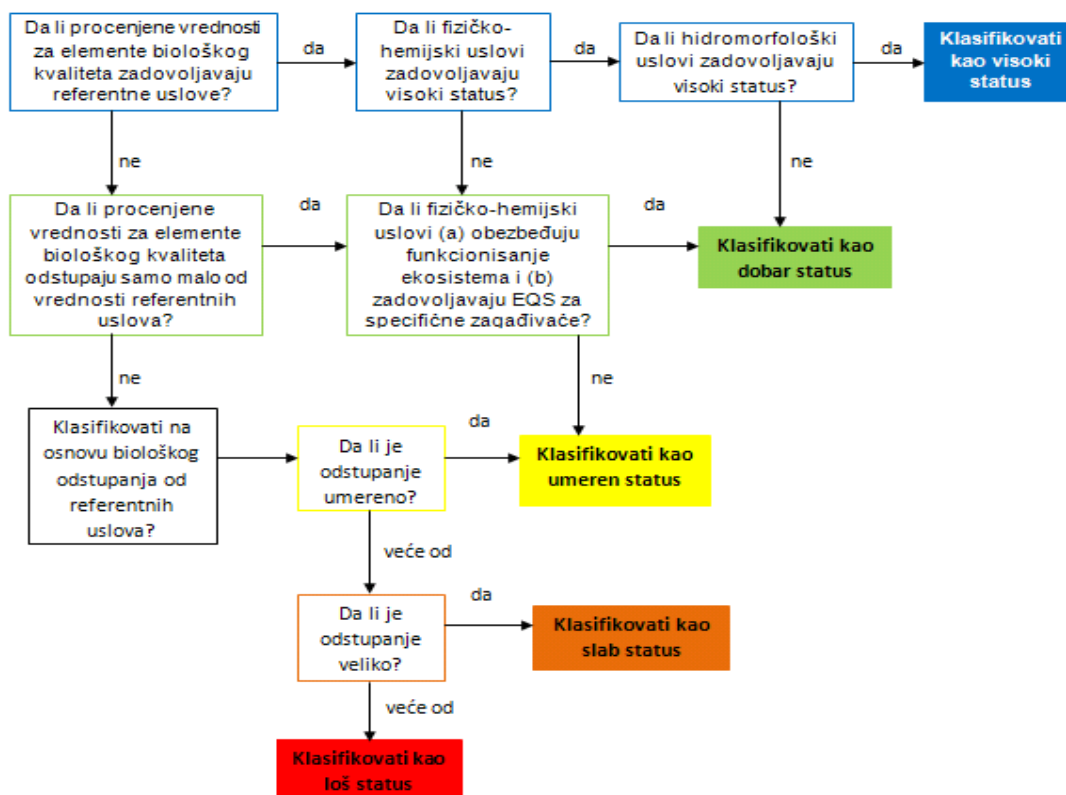 Da li procenjene vrednosti
za elemente biološkog
kvaliteta zadovoljavaju
referentne uslove?
da
Da li fizičko-
hemijski uslovi
zadovoljavaju
visoki status?
da
Da li hidromorfološki
uslovi zadovoljavaju
visoki status?
da
Klasifikovati
kao visoki
status
ne
ne
ne
Da li procenjene
vrednosti za elemente
biološkog kvaliteta
odstupaju samo malo od
vrednosti referentnih
uslova?
da
Da li fizičko-hemijski
uslovi (a) obezbeđuju
funkcionisanje
ekosistema i (b)
zadovoljavaju EQS za
specifične zagađivače?
da
Klasifikovati kao
dobar status
ne
ne
Klasifikovati na
osnovu biološkog
odstupanja od
referentnih
uslova?
Da li je
odstupanje
umereno?
da
Klasifikovati kao
umeren status
veće od
Da li je
odstupanje
veliko?
da
Klasifikovati kao
slab status
veće od
Klasifikovati kao
loš status